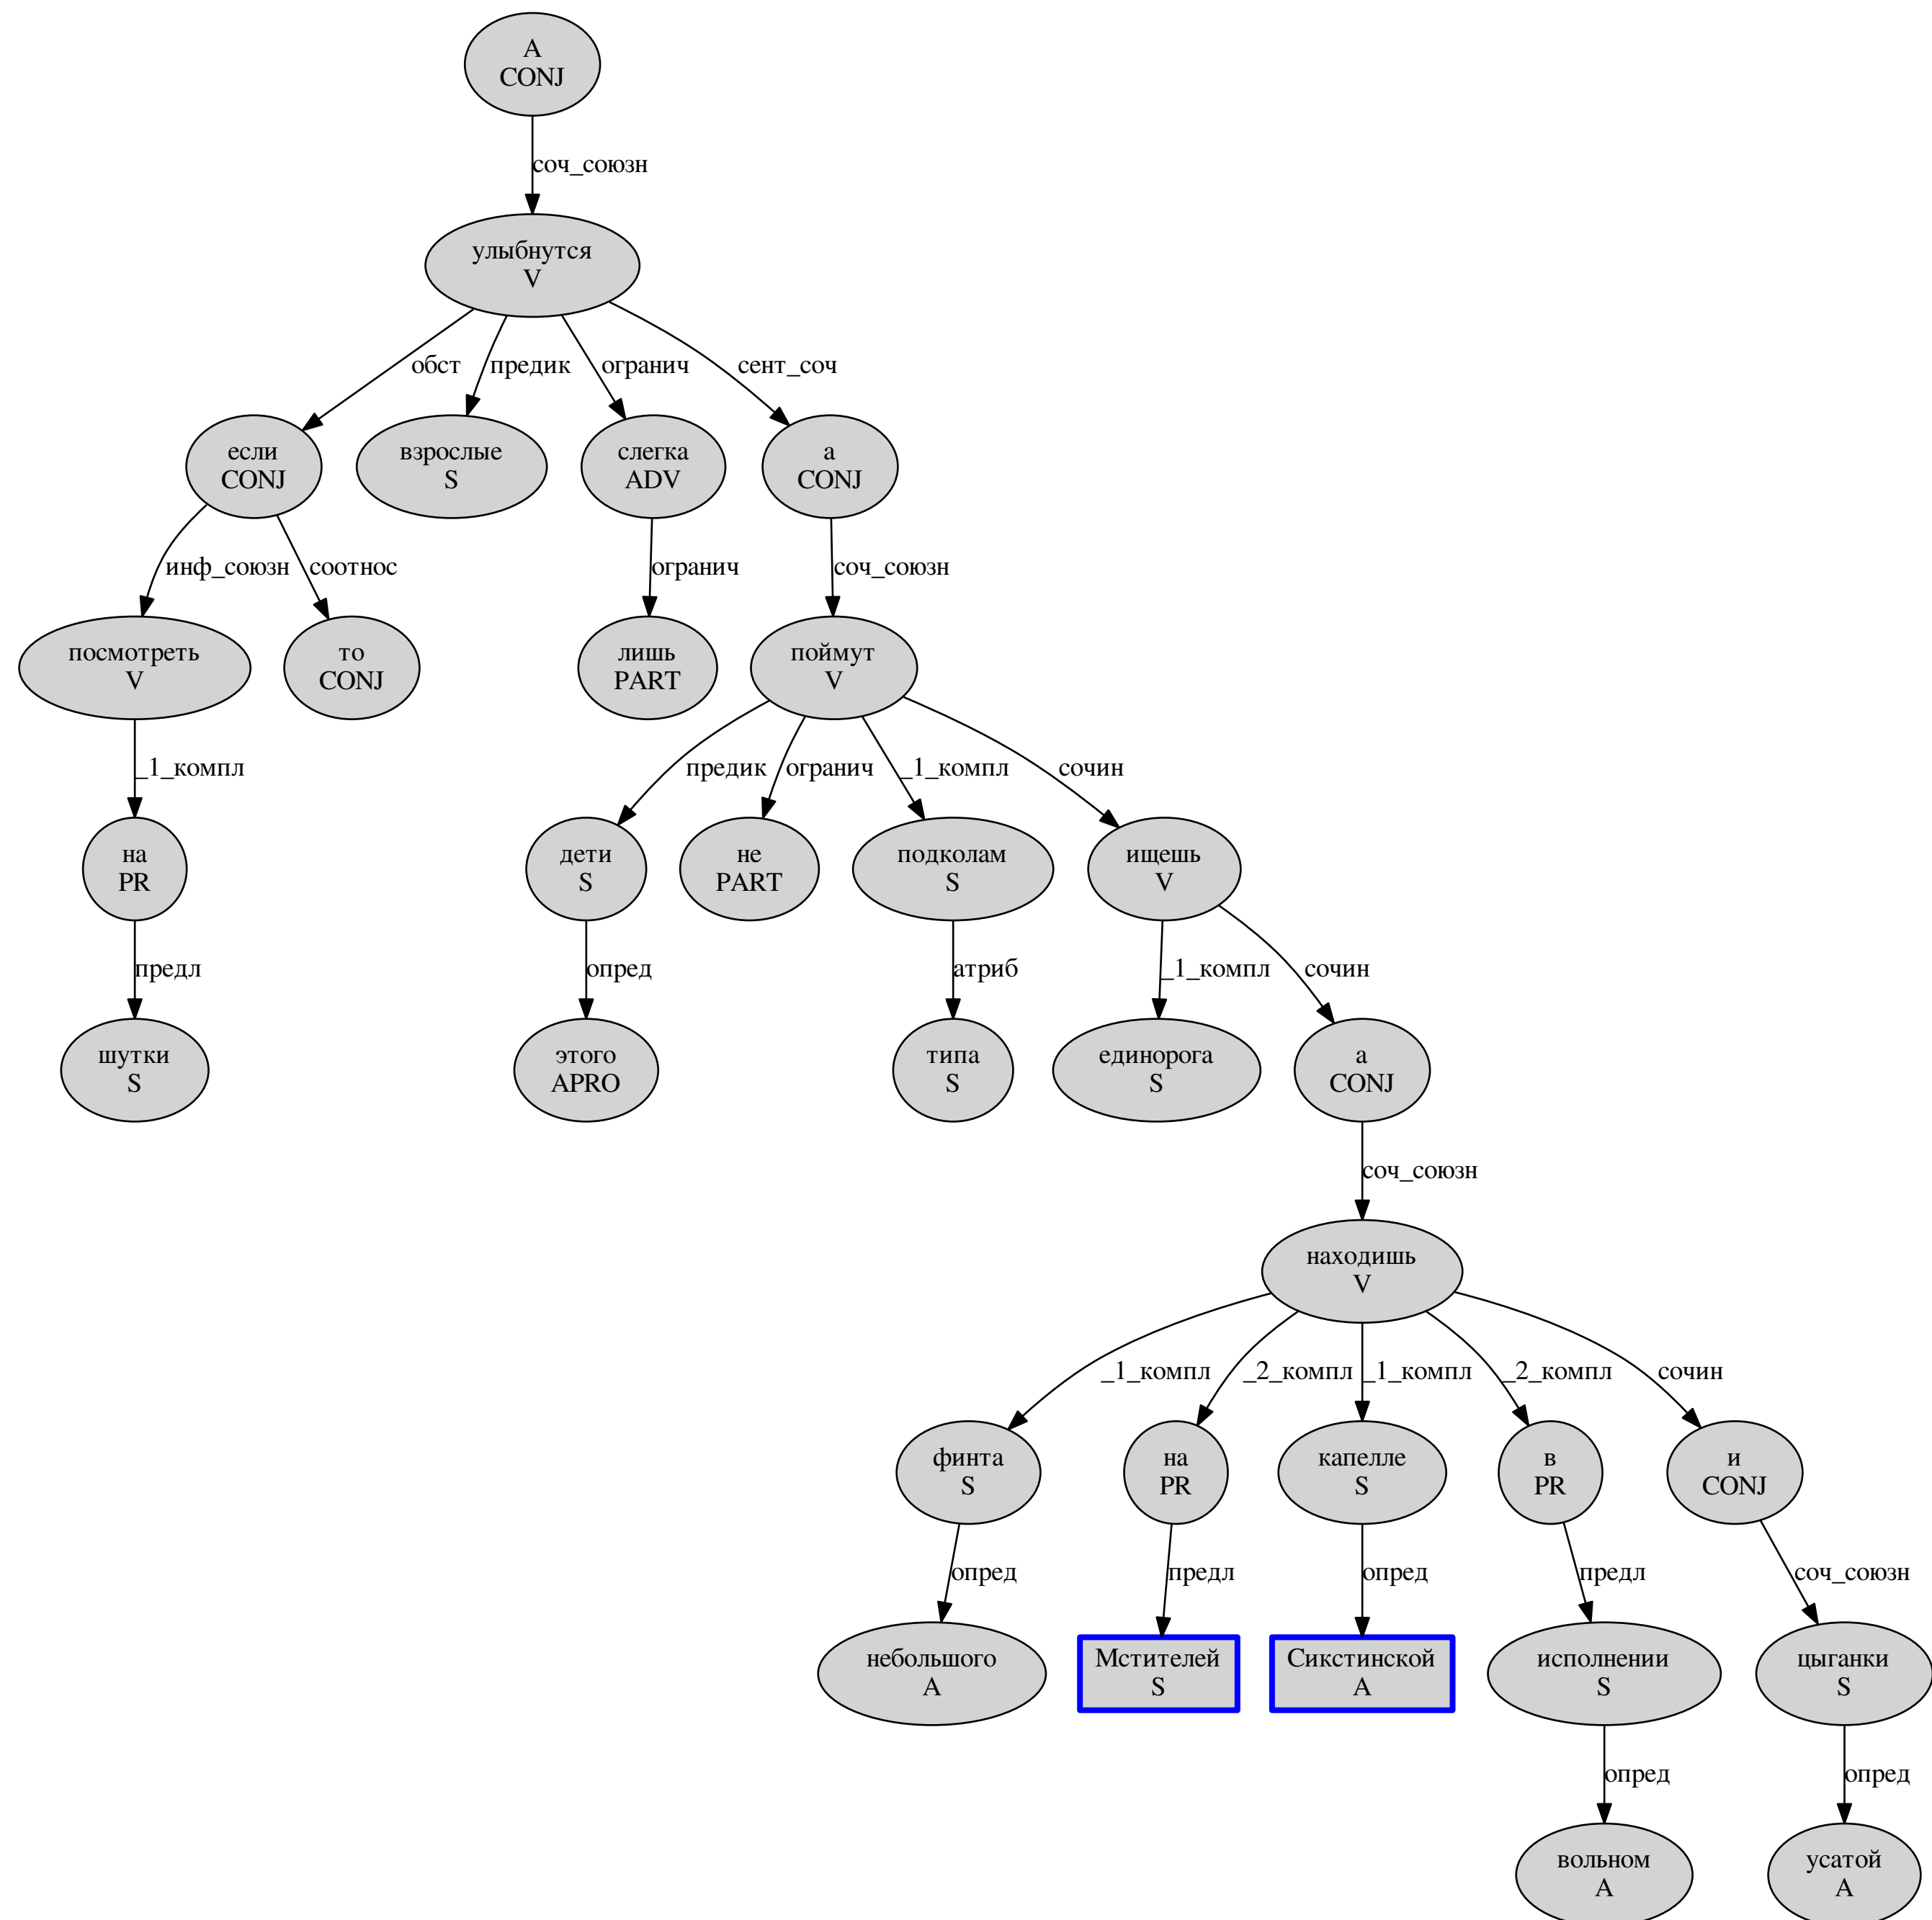 А
CONJ
соч_союзн
улыбнутся
V
обст
предик
огранич
сент_соч
если
CONJ
взрослые
S
слегка
ADV
а
CONJ
инф_союзн
соотнос
огранич
соч_союзн
посмотреть
V
то
CONJ
лишь
PART
поймут
V
_1_компл
предик
огранич
_1_компл
сочин
на
PR
дети
S
не
PART
подколам
S
ищешь
V
предл
опред
атриб
_1_компл
сочин
шутки
S
этого
APRO
типа
S
единорога
S
а
CONJ
соч_союзн
находишь
V
_1_компл
_2_компл
_1_компл
_2_компл
сочин
финта
S
на
PR
капелле
S
в
PR
и
CONJ
опред
предл
опред
предл
соч_союзн
небольшого
A
Мстителей
S
Сикстинской
A
исполнении
S
цыганки
S
опред
опред
вольном
A
усатой
A